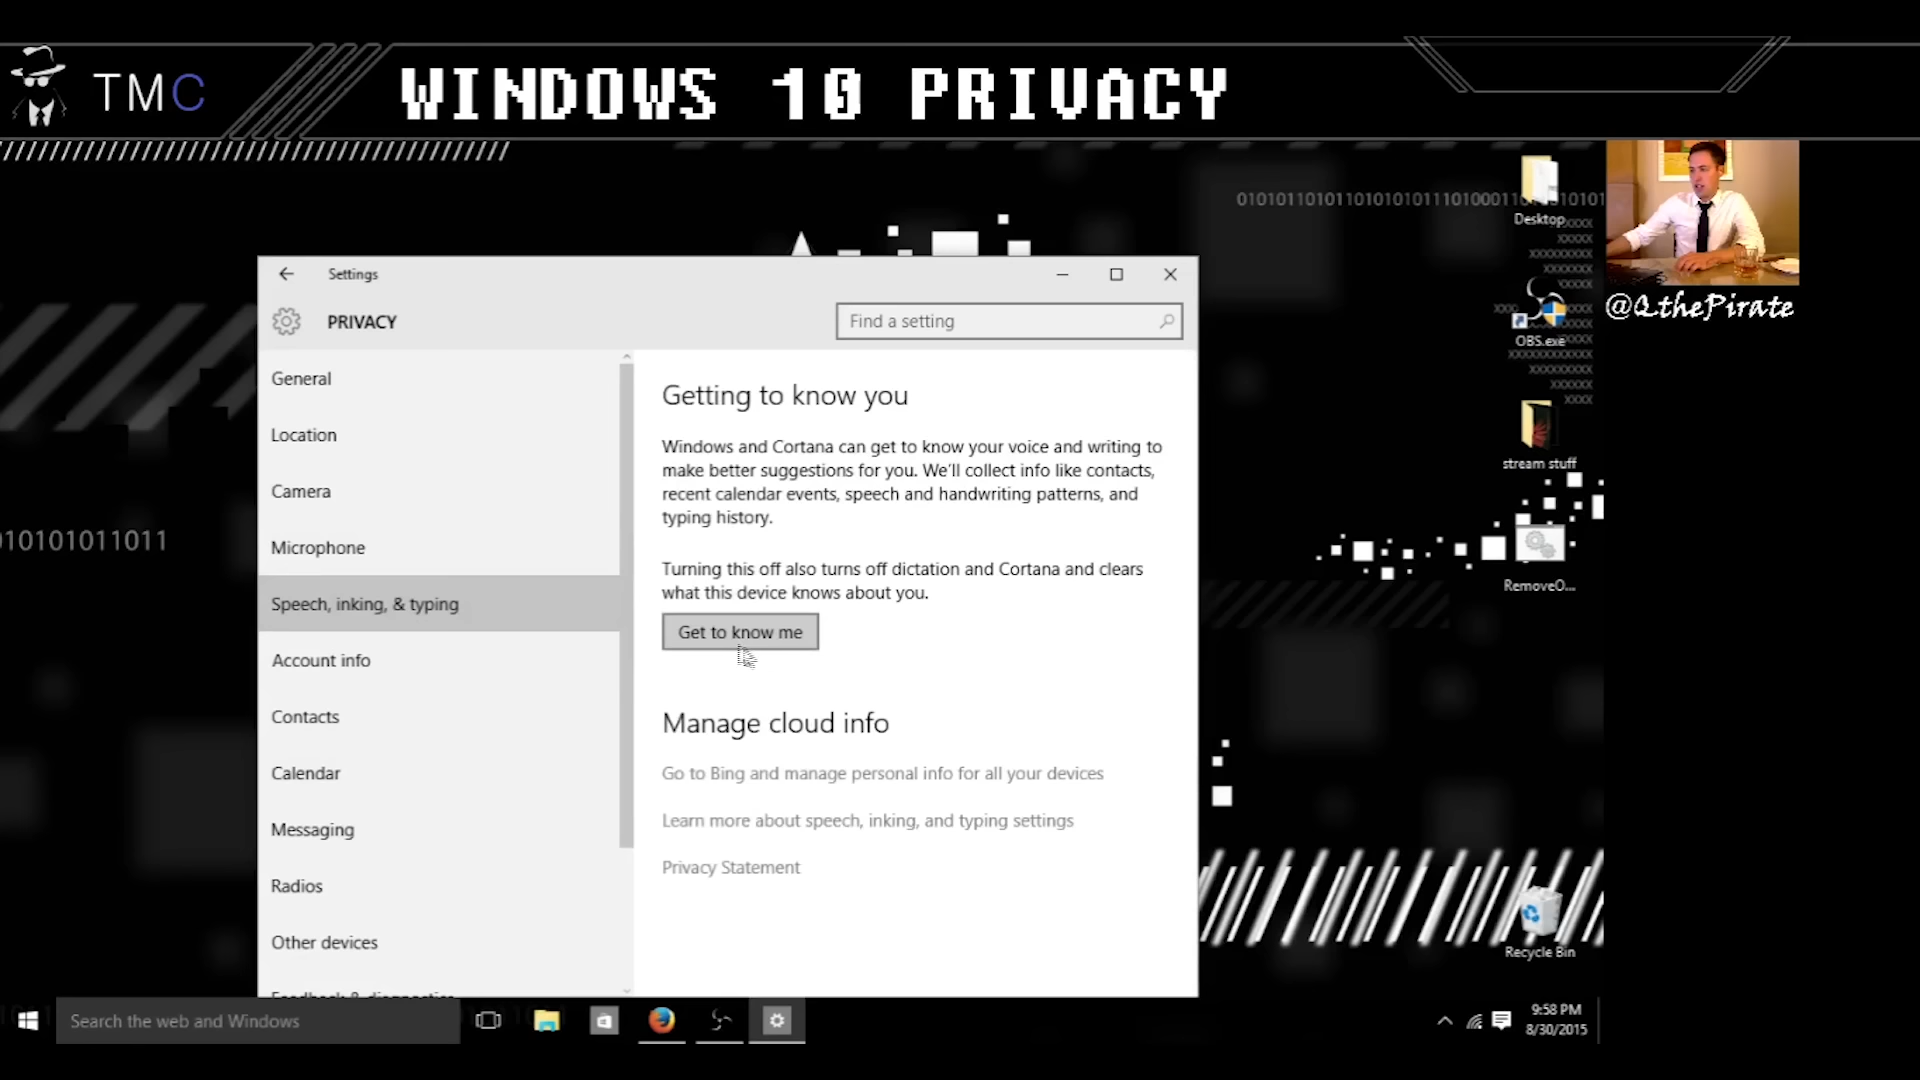 TMC
WINDOWS 10 PRIVACY
Desktop
@QthePirate
Settings
PRIVACY
Find a setting
OBS.exe
General
Location
Camera
Microphone
Speech, inking, & typing
Account info
Contacts
Calendar
Messaging
Radios
Other devices
Feedback & diagnostics
Getting to know you
Windows and Cortana can get to know your voice and writing to
make better suggestions for you. We'll collect info like contacts,
recent calendar events, speech and handwriting patterns, and
typing history.
Turning this off also turns off dictation and Cortana and clears
what this device knows about you.
Get to know me
Manage cloud info
Go to Bing and manage personal info for all your devices
Learn more about speech, inking, and typing settings
Privacy Statement
stream stuff
RemoveO...
Recycle Bin
10101011011
Search the web and Windows
9:58 PM
8/30/2015